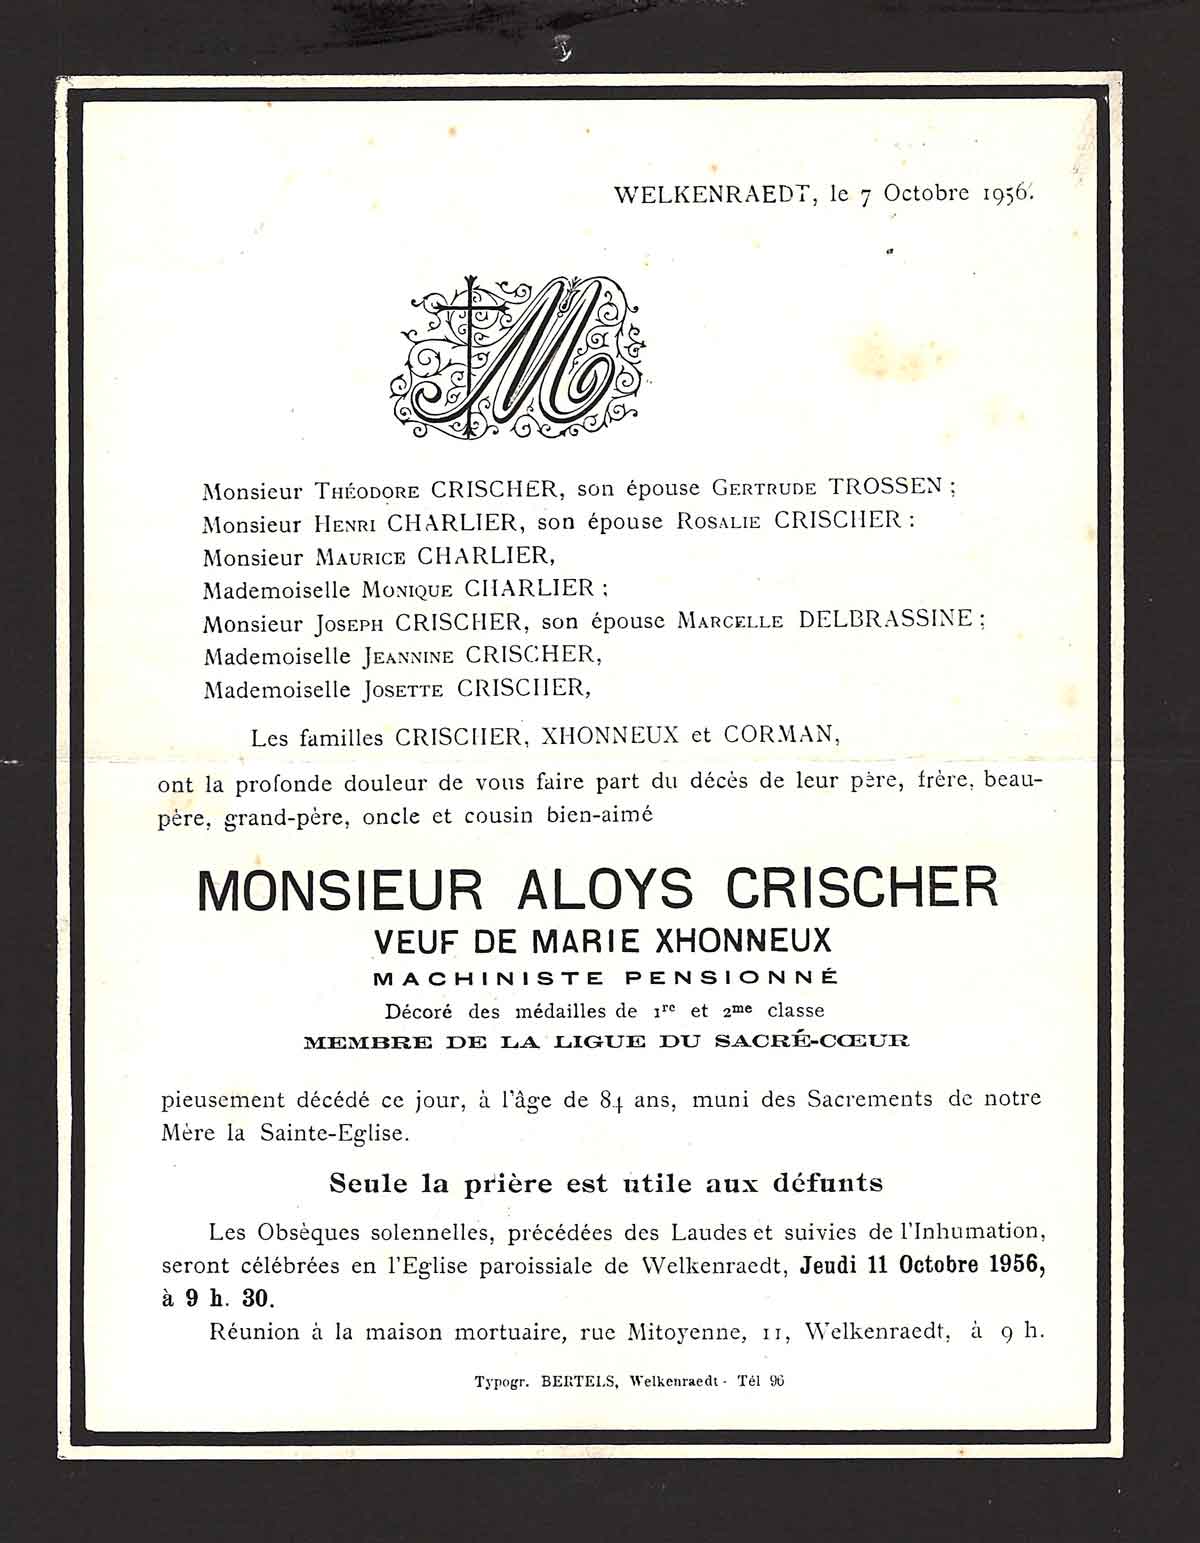 WELKENRAEDT, le 7 Octobre 1956.
M
Monsieur THÉODORE CRISCHER, son épouse GERTRUDE TROSSEN ;
Monsieur HENRI CHARLIER, son épouse ROSALIE CRISCHER :
Monsieur MAURICE CHARLIER,
Mademoiselle MONIQUE CHARLIER ;
Monsieur JOSEPH CRISCHER, son épouse MARCELLE DELBRASSINE ;
Mademoiselle JEANNINE CRISCHER,
Mademoiselle JOSETTE CRISCHER,
Les familles CRISCHER, XHONNEUX et CORMAN,
ont la profonde douleur de vous faire part du décès de leur père, frère, beau-
père, grand-père, oncle et cousin bien-aimé
MONSIEUR ALOYS CRISCHER
VEUF DE MARIE XHONNEUX
MACHINISTE PENSIONNÉ
Décoré des médailles de 1re et 2me classe
MEMBRE DE LA LIGUE DU SACRÉ-CŒUR
pieusement décédé ce jour, à l'âge de 84 ans, muni des Sacrements de notre
Mère la Sainte-Eglise.
Seule la prière est utile aux défunts
Les Obsèques solennelles, précédées des Laudes et suivies de l'Inhumation,
seront célébrées en l'Eglise paroissiale de Welkenraedt, Jeudi 11 Octobre 1956,
à 9 h. 30.
Réunion à la maison mortuaire, rue Mitoyenne, 11, Welkenraedt, à 9 h.
Typogr. BERTELS, Welkenraedt - Tél 96